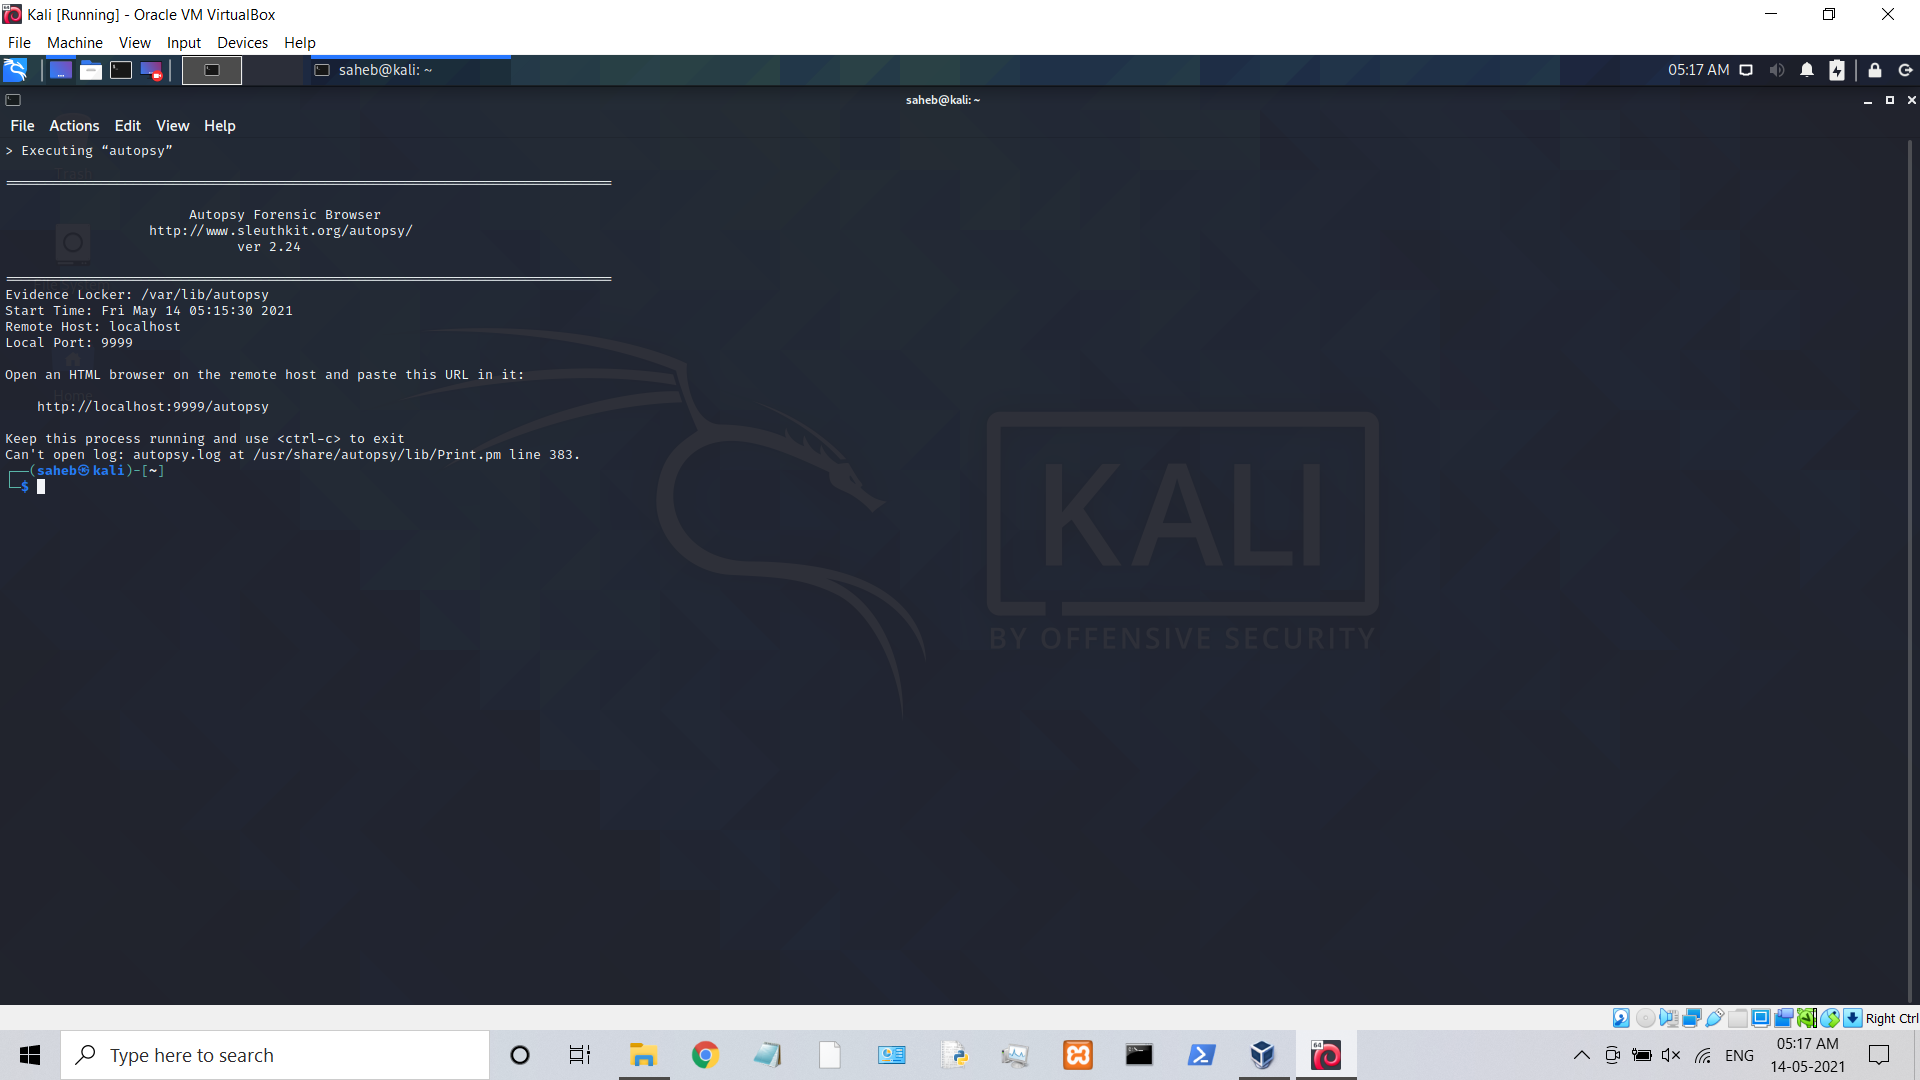 Kali [Running] - Oracle VM VirtualBox
File Machine View Input Devices Help
saheb@kali: ~
05:17 AM
saheb@kali: ~
File Actions Edit View Help
> Executing “autopsy”
Autopsy Forensic Browser
http://www.sleuthkit.org/autopsy/
ver 2.24
Evidence Locker: /var/lib/autopsy
Start Time: Fri May 14 05:15:30 2021
Remote Host: localhost
Local Port: 9999
Open an HTML browser on the remote host and paste this URL in it:
http://localhost:9999/autopsy
Keep this process running and use <ctrl-c> to exit
Can't open log: autopsy.log at /usr/share/autopsy/lib/Print.pm line 383.
┌──(saheb㉿kali)-[~]
└─$
KALI
BY OFFENSIVE SECURITY
Right Ctrl
Type here to search
ENG
05:17 AM
14-05-2021